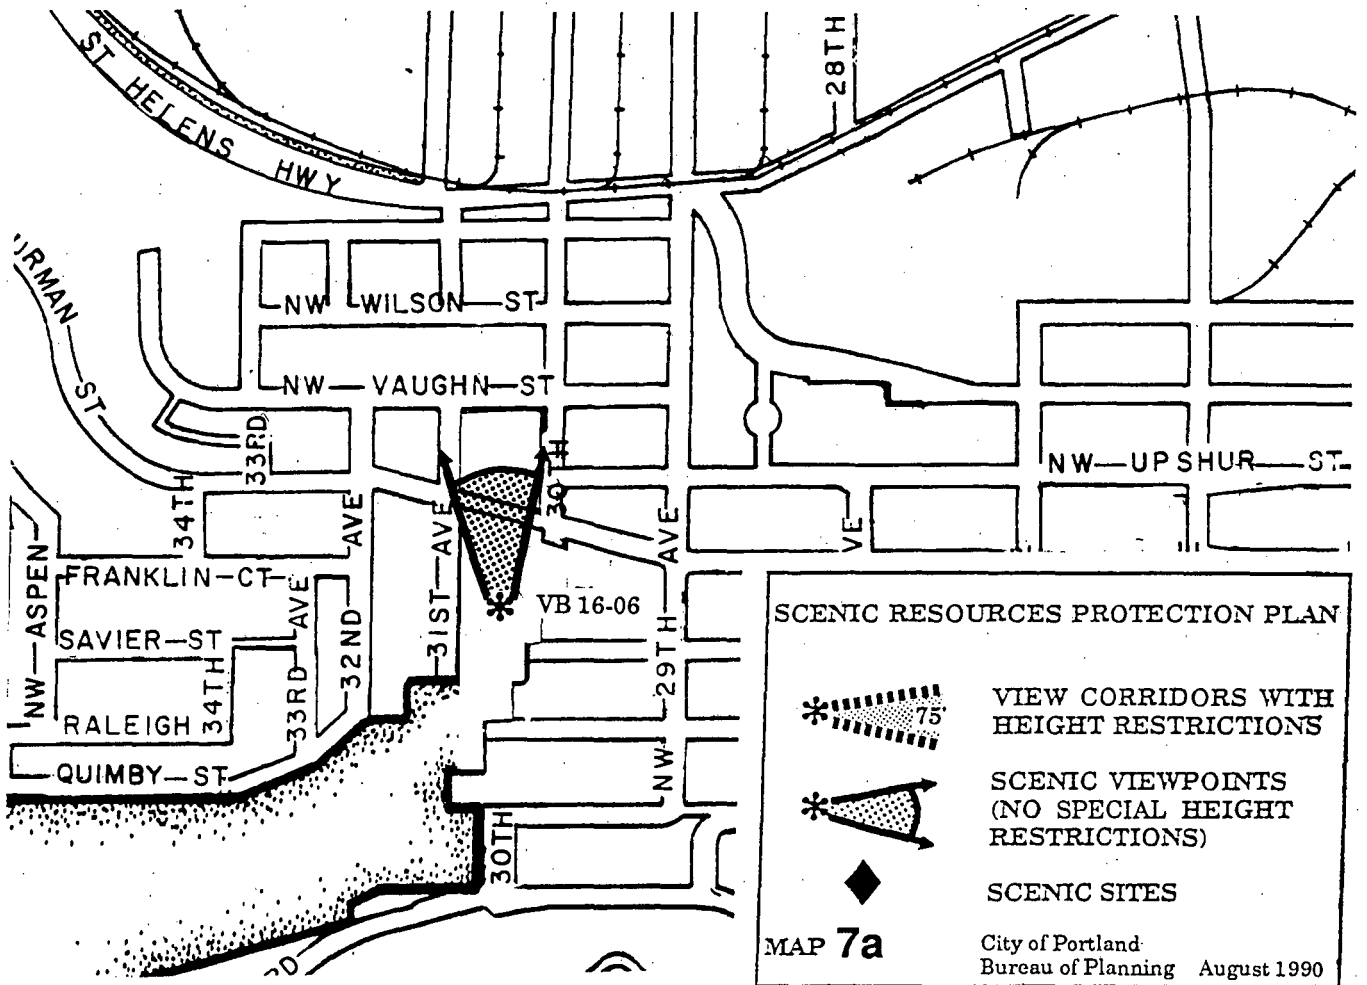 28TH
ST HELENS HWY
NW WILSON ST
ST
NW VAUGHN ST
33RD
30TH
NW UPSHUR ST
34TH
AVE
31ST AVE
AVE
VE
NW ASPEN
FRANKLIN CT
AVE
VB 16-06
SAVIER ST
32ND
NW 29TH
34TH
33RD
RALEIGH
QUIMBY ST
30TH
RD
SCENIC RESOURCES PROTECTION PLAN
75'
VIEW CORRIDORS WITH
HEIGHT RESTRICTIONS
SCENIC VIEWPOINTS
(NO SPECIAL HEIGHT
RESTRICTIONS)
SCENIC SITES
MAP 7a
City of Portland
Bureau of Planning August 1990